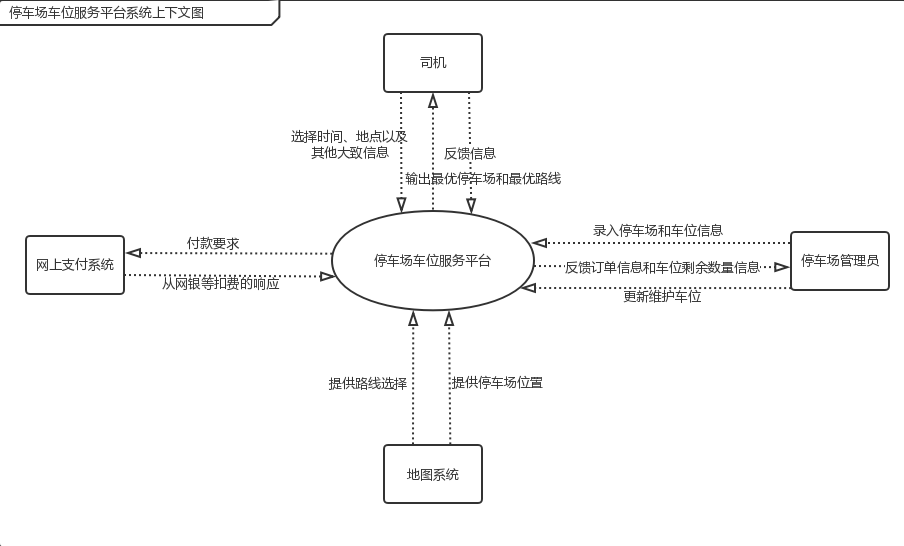 停车场车位服务平台系统上下文图
司机
选择时间、地点以及
其他大致信息
反馈信息
输出最优停车场和最优路线
付款要求
录入停车场和车位信息
网上支付系统
停车场车位服务平台
停车场管理员
反馈订单信息和车位剩余数量信息
从网银等扣费的响应
更新维护车位
提供路线选择
提供停车场位置
地图系统